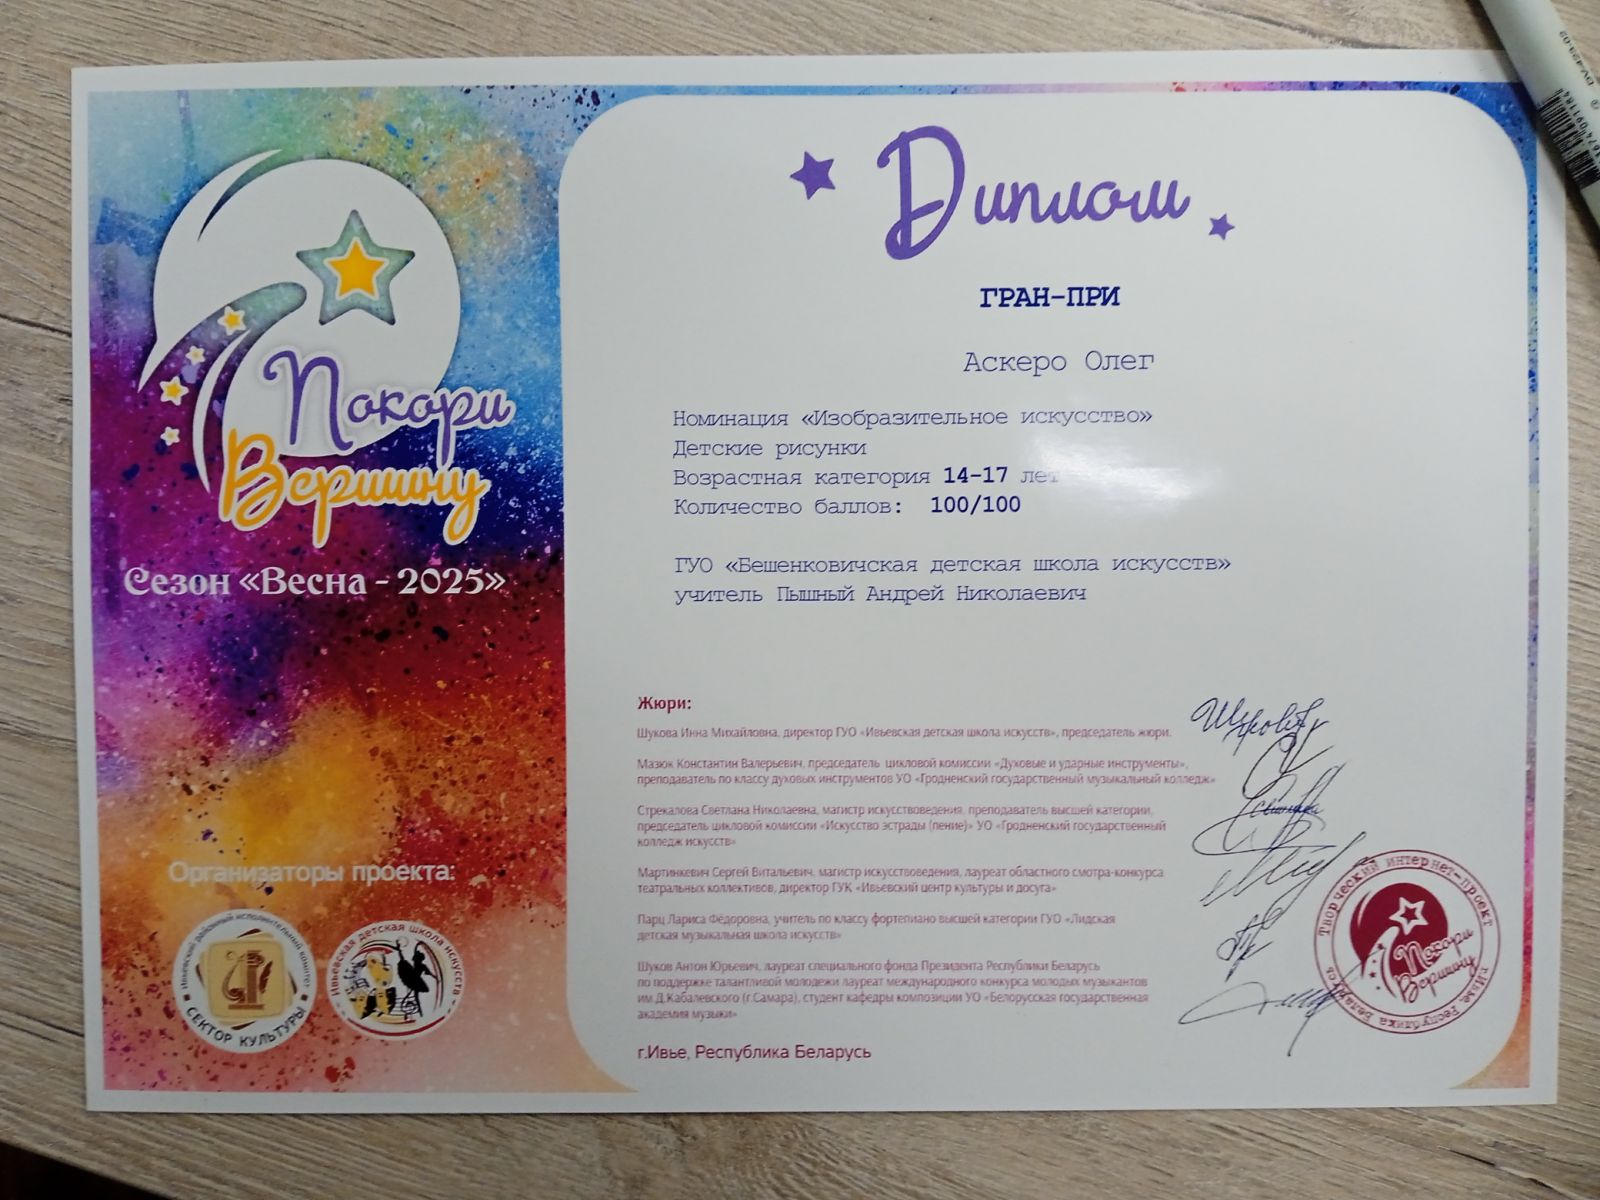 Покори
Вершину
Сезон «Весна - 2025»
Организаторы проекта:
Ивьевский районный исполнительный комитет
СЕКТОР КУЛЬТУРЫ
Ивьевская детская школа искусств
Диплом
ГРАН-ПРИ
Аскеро Олег
Номинация «Изобразительное искусство»
Детские рисунки
Возрастная категория 14-17 лет
Количество баллов: 100/100
ГУО «Бешенковичская детская школа искусств»
учитель Пышный Андрей Николаевич
Жюри:
Шукова Инна Михайловна, директор ГУО «Ивьевская детская школа искусств», председатель жюри.
Мазюк Константин Валерьевич, председатель цикловой комиссии «Духовые и ударные инструменты»,
преподаватель по классу духовых инструментов УО «Гродненский государственный музыкальный колледж»
Стрекалова Светлана Николаевна, магистр искусствоведения, преподаватель высшей категории,
председатель цикловой комиссии «Искусство эстрады (пение)» УО «Гродненский государственный
колледж искусств»
Мартинкевич Сергей Витальевич, магистр искусствоведения, лауреат областного смотра-конкурса
театральных коллективов, директор ГУК «Ивьевский центр культуры и досуга»
Парц Лариса Фёдоровна, учитель по классу фортепиано высшей категории ГУО «Лидская
детская музыкальная школа искусств»
Шуков Антон Юрьевич, лауреат специального фонда Президента Республики Беларусь
по поддержке талантливой молодежи лауреат международного конкурса молодых музыкантов
им.Д.Кабалевского (г.Самара), студент кафедры композиции УО «Белорусская государственная
академия музыки»
г.Ивье, Республика Беларусь
Творческий интернет-проект
Покори
Вершину
г.Ивье, Республика Беларусь